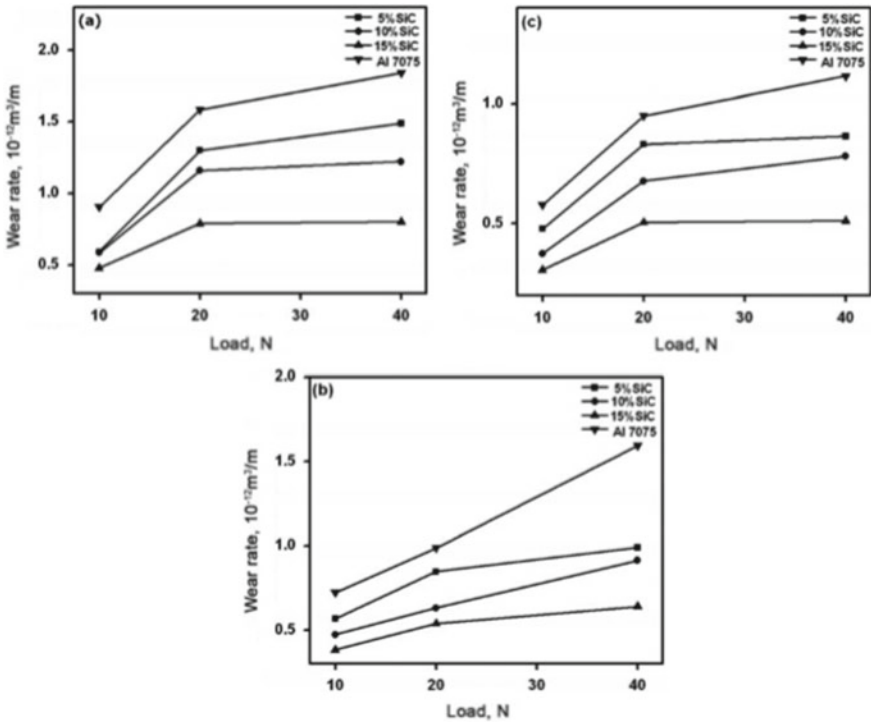 (a)
5%SiC
10%SiC
15%SiC
Al 7075
2.0
1.5
1.0
0.5
Wear rate, 10⁻¹²m³/m
10 20 30 40
Load, N
(c)
5%SiC
10%SiC
15%SiC
Al 7075
1.0
0.5
Wear rate, 10⁻¹²m³/m
10 20 30 40
Load, N
(b)
5%SiC
10%SiC
15%SiC
Al 7075
2.0
1.5
1.0
0.5
Wear rate, 10⁻¹²m³/m
10 20 30 40
Load, N